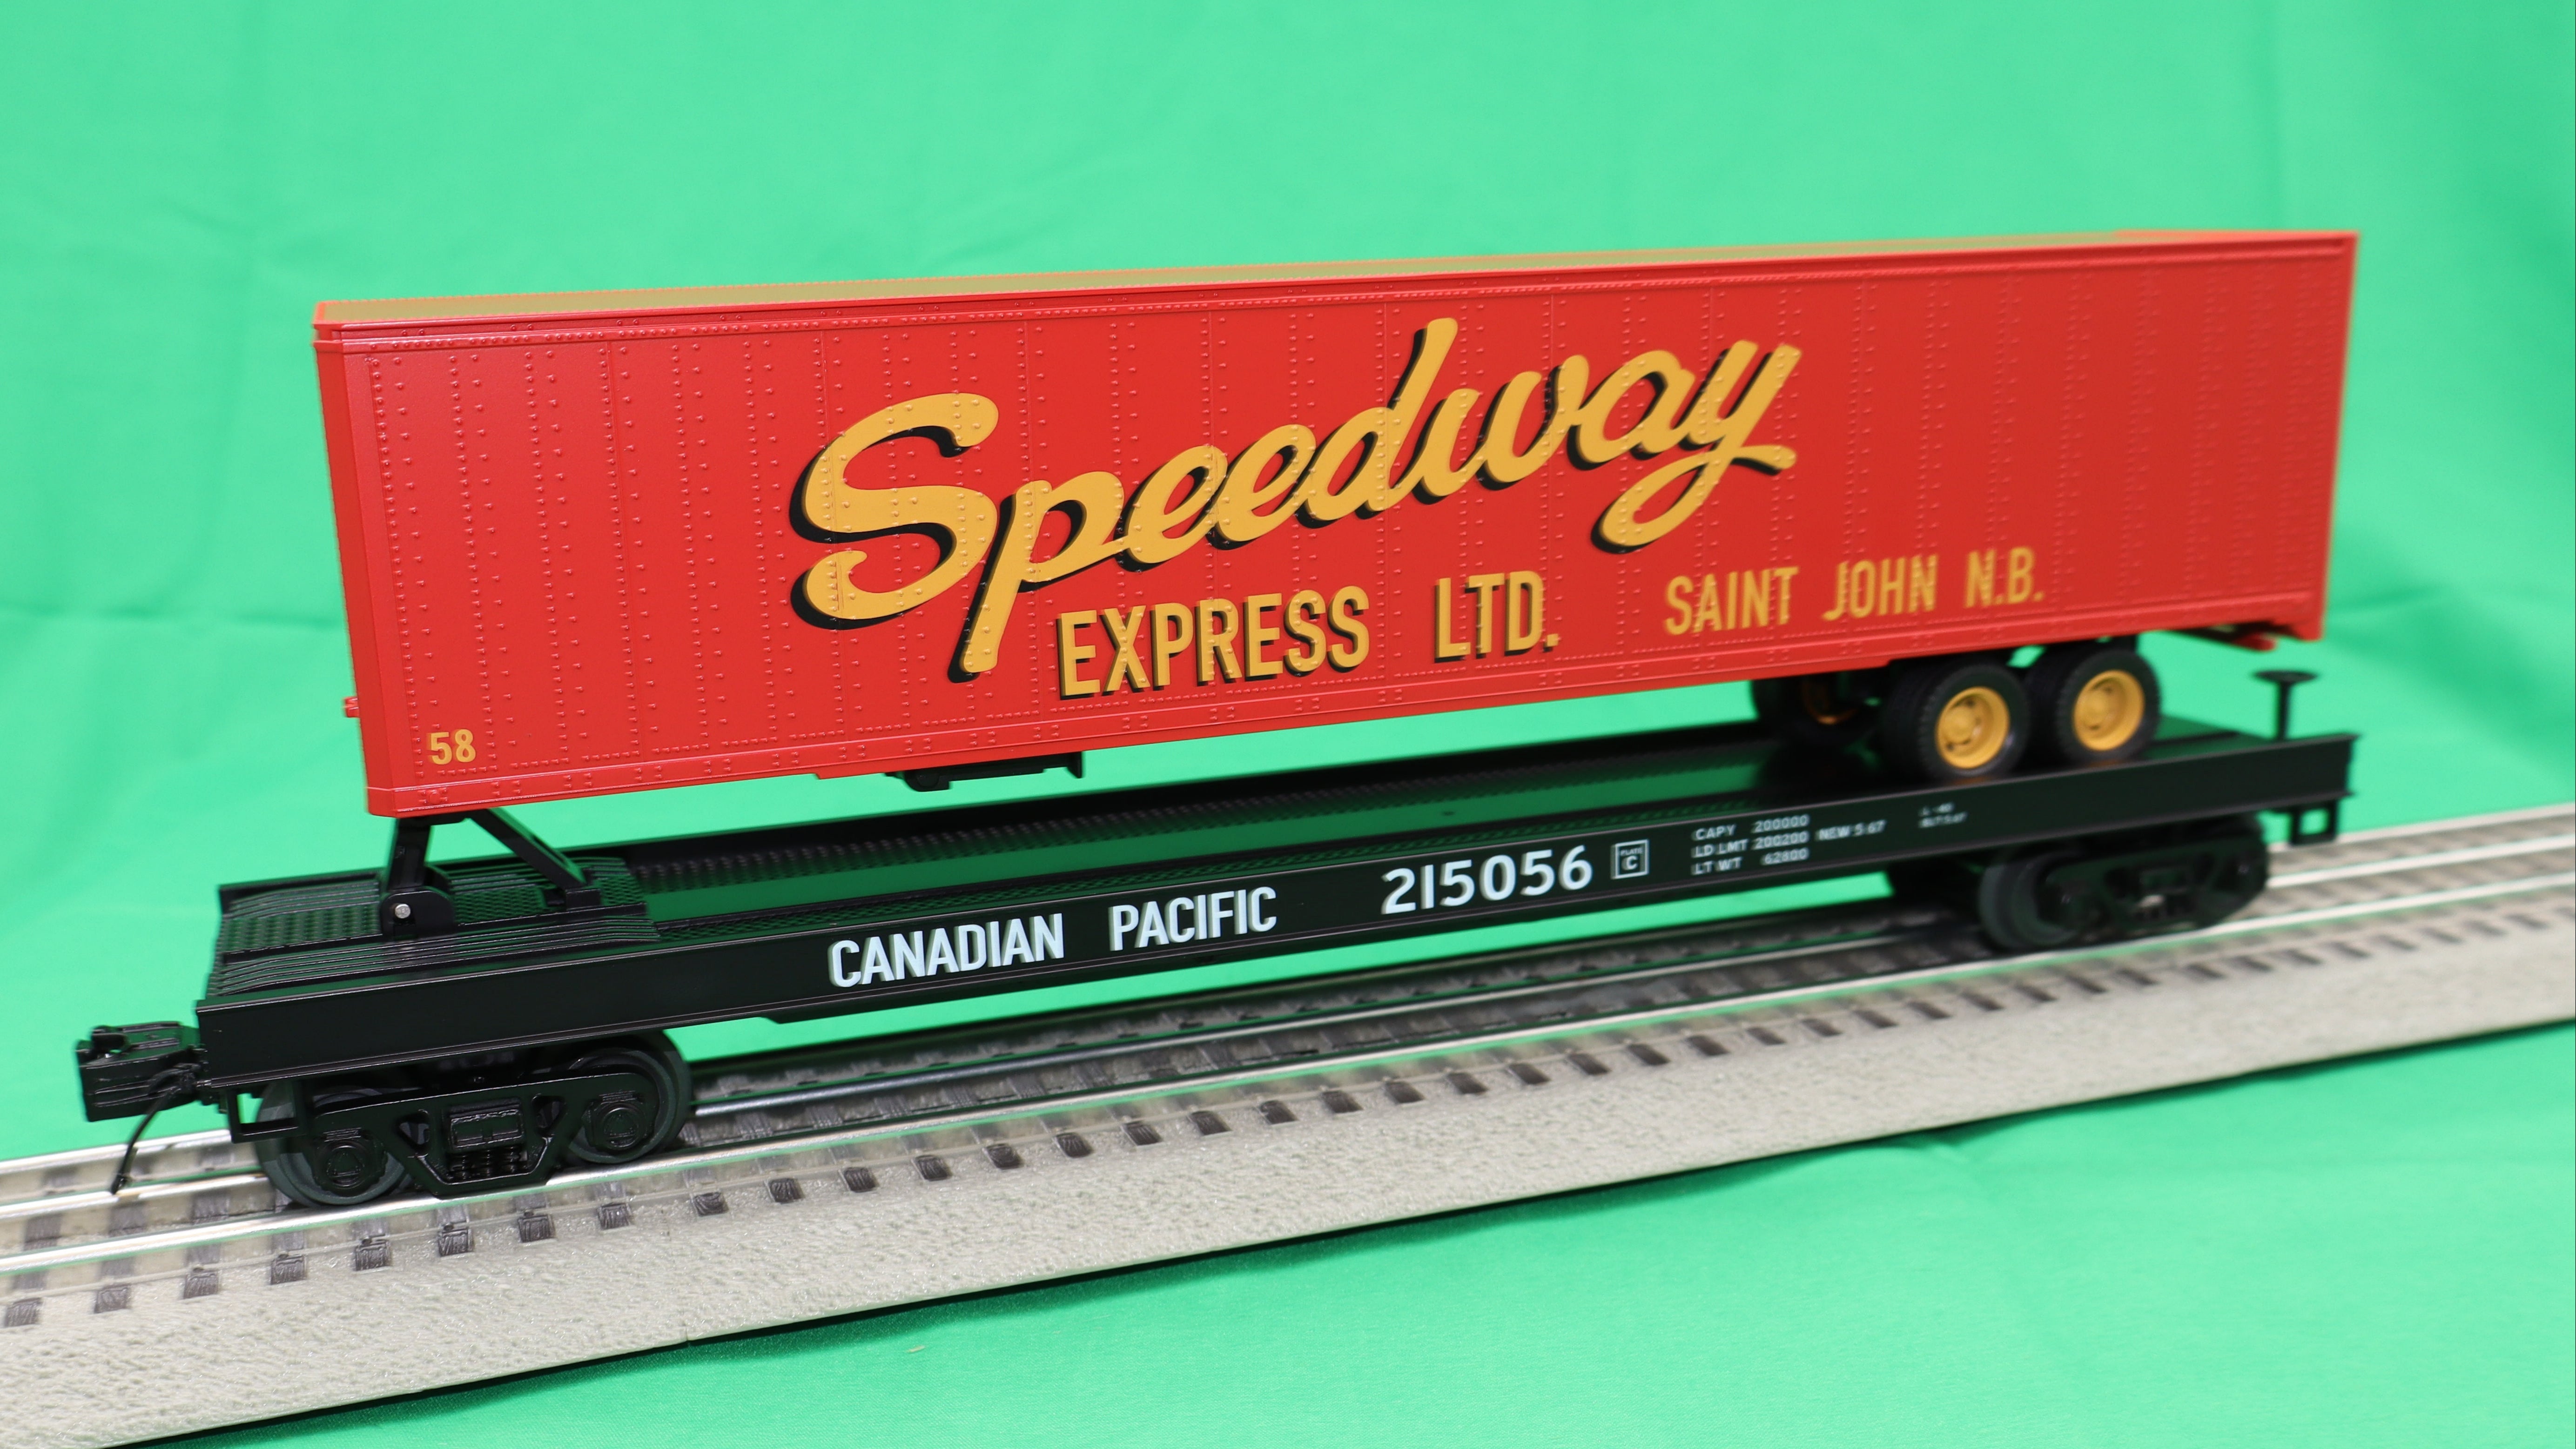 Speedway
EXPRESS LTD. SAINT JOHN N.B.
58
CANADIAN PACIFIC 215056
PLATE
C
CAPY 200000
LD LMT 200200 NEW 5 67
LT WT 62800